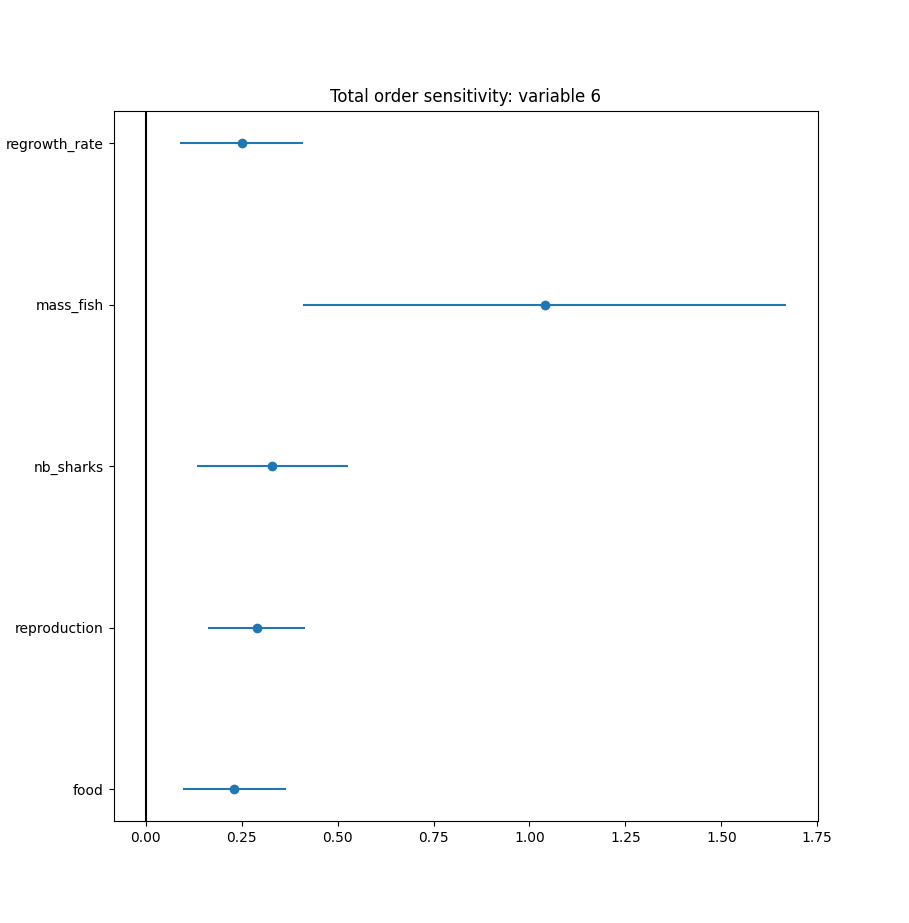 Total order sensitivity: variable 6
regrowth_rate
mass_fish
nb_sharks
reproduction
food
0.00 0.25 0.50 0.75 1.00 1.25 1.50 1.75